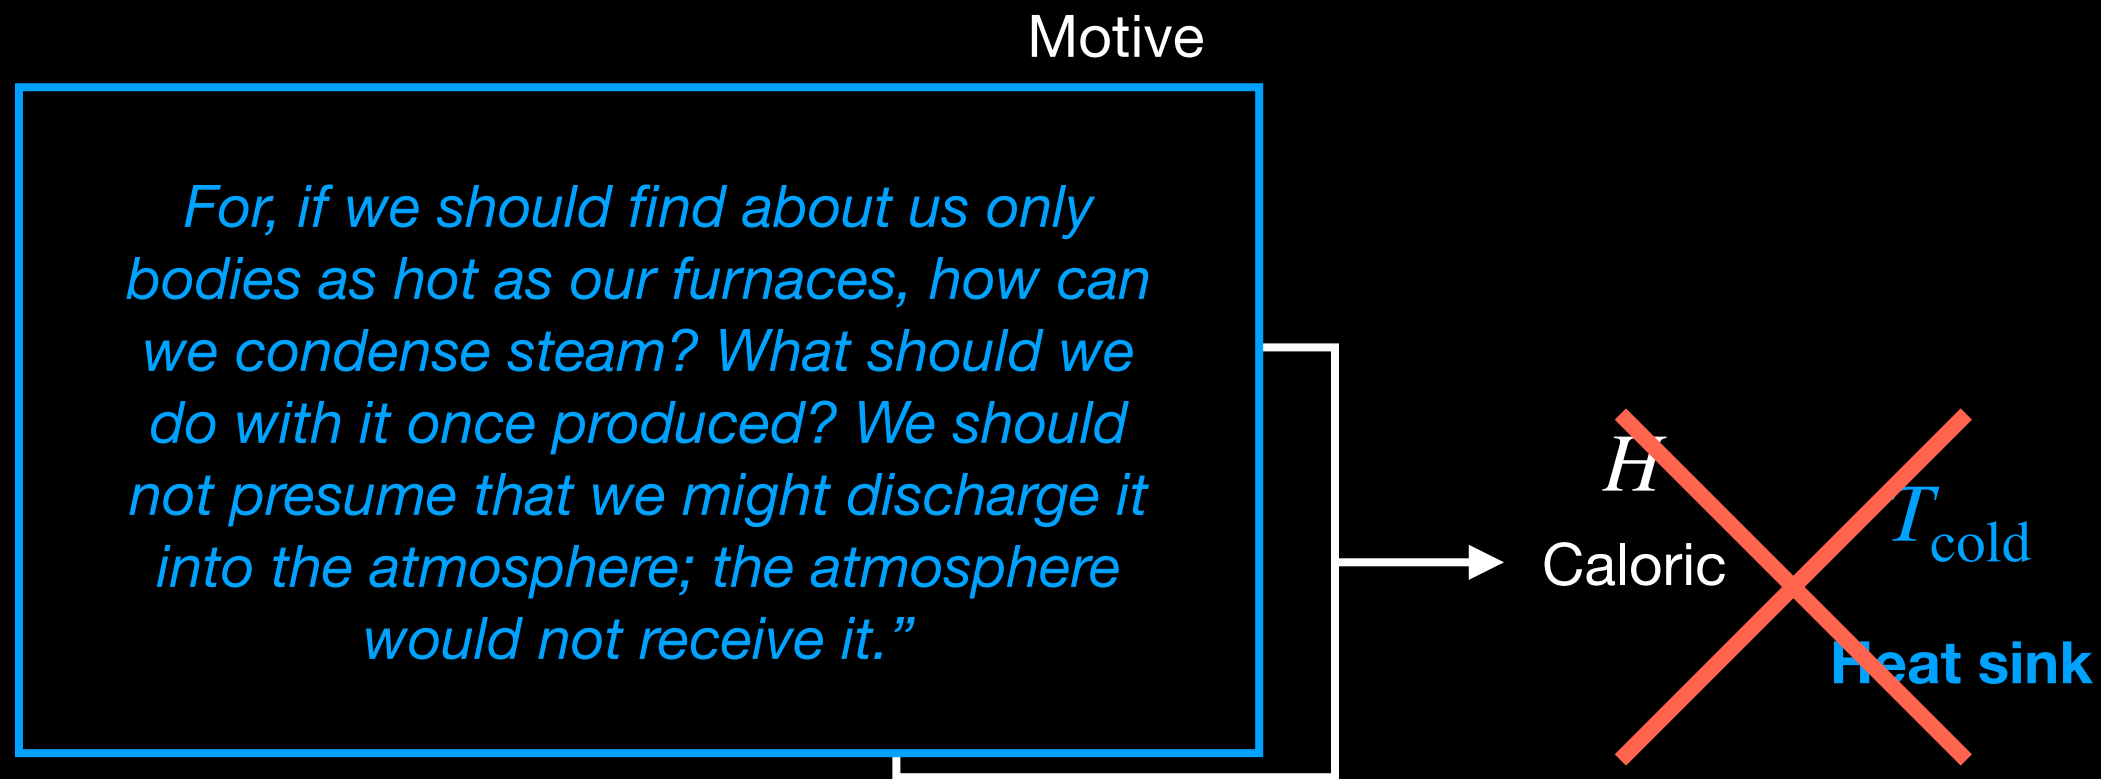 Motive
For, if we should find about us only
bodies as hot as our furnaces, how can
we condense steam? What should we
do with it once produced? We should
not presume that we might discharge it
into the atmosphere; the atmosphere
would not receive it.”
H
Caloric
T_cold
Heat sink